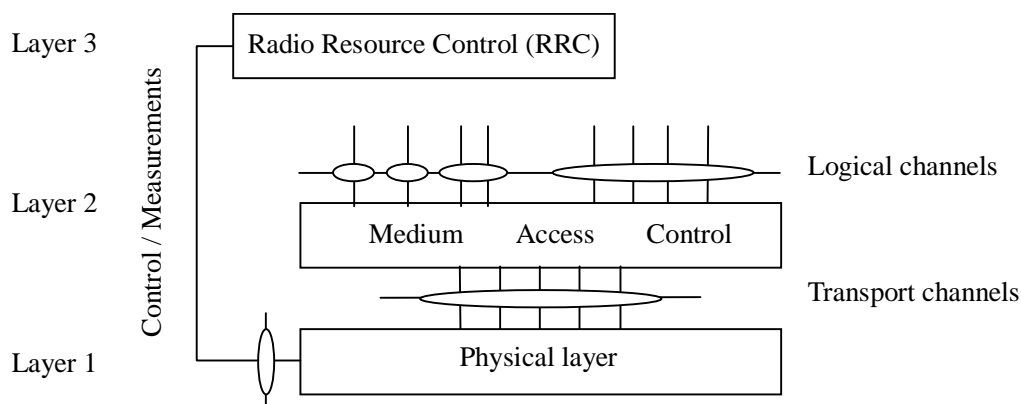 Layer 3
Radio Resource Control (RRC)
Control / Measurements
Logical channels
Layer 2
Medium Access Control
Transport channels
Layer 1
Physical layer